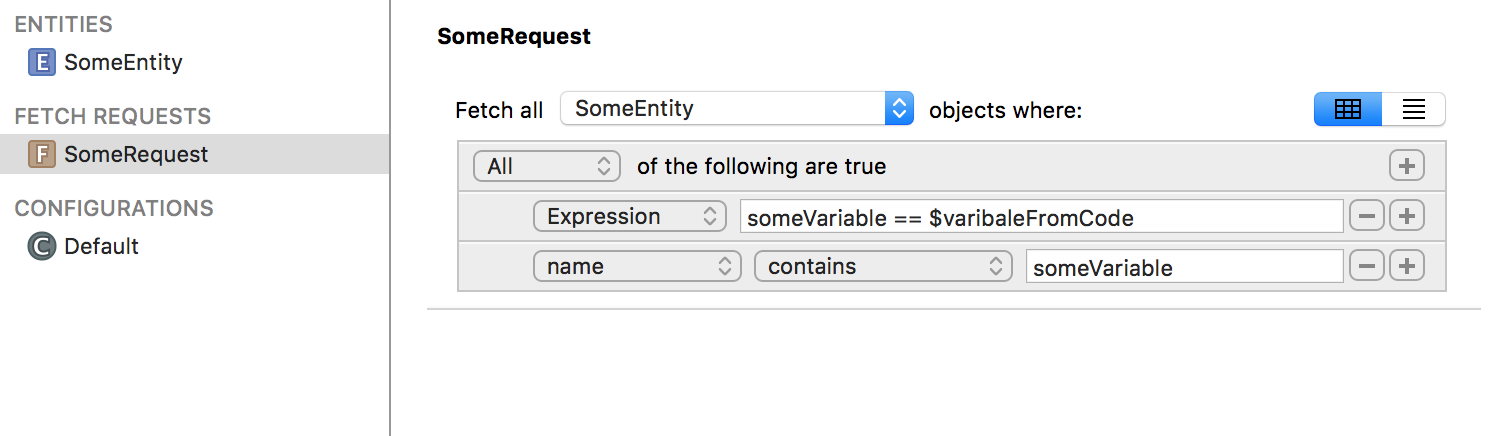 ENTITIES
E SomeEntity
FETCH REQUESTS
F SomeRequest
CONFIGURATIONS
C Default
SomeRequest
Fetch all SomeEntity objects where:
All of the following are true
Expression someVariable == $varibaleFromCode
name contains someVariable